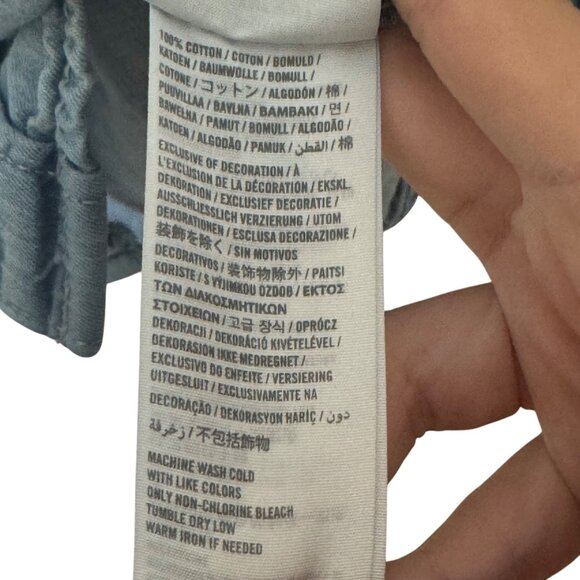 100% COTTON / COTON / BOMULD /
KATOEN / BAUMWOLLE / BOMULL /
COTONE / コットン / ALGODÓN / 棉 /
PUUVILLAA / BAVLNA / ΒΑΜΒΑΚΙ / 면 /
BAWEŁNA / PAMUT / BOMULL / ALGODÃO /
KATOEN / ALGODÃO / PAMUK / القطن / 棉
EXCLUSIVE OF DECORATION / À
L'EXCLUSION DE LA DÉCORATION / EKSKL.
DEKORATION / EXCLUSIEF DECORATIE /
AUSSCHLIESSLICH VERZIERUNG / UTOM
DEKORATIONEN / ESCLUSA DECORAZIONE /
装飾を除く / SIN MOTIVOS
DECORATIVOS / 装饰物除外 / PAITSI
KORISTE / S VÝJIMKOU OZDOB / ΕΚΤΟΣ
ΤΩΝ ΔΙΑΚΟΣΜΗΤΙΚΩΝ
ΣΤΟΙΧΕΙΩΝ / 고급 장식 / OPRÓCZ
DEKORACJI / DEKORÁCIÓ KIVÉTELÉVEL /
DEKORASJON IKKE MEDREGNET /
EXCLUSIVO DO ENFEITE / VERSIERING
UITGESLUIT / EXCLUSIVAMENTE NA
DECORAÇÃO / DEKORASYON HARİÇ / دون
زخرفة / 不包括飾物
MACHINE WASH COLD
WITH LIKE COLORS
ONLY NON-CHLORINE BLEACH
TUMBLE DRY LOW
WARM IRON IF NEEDED